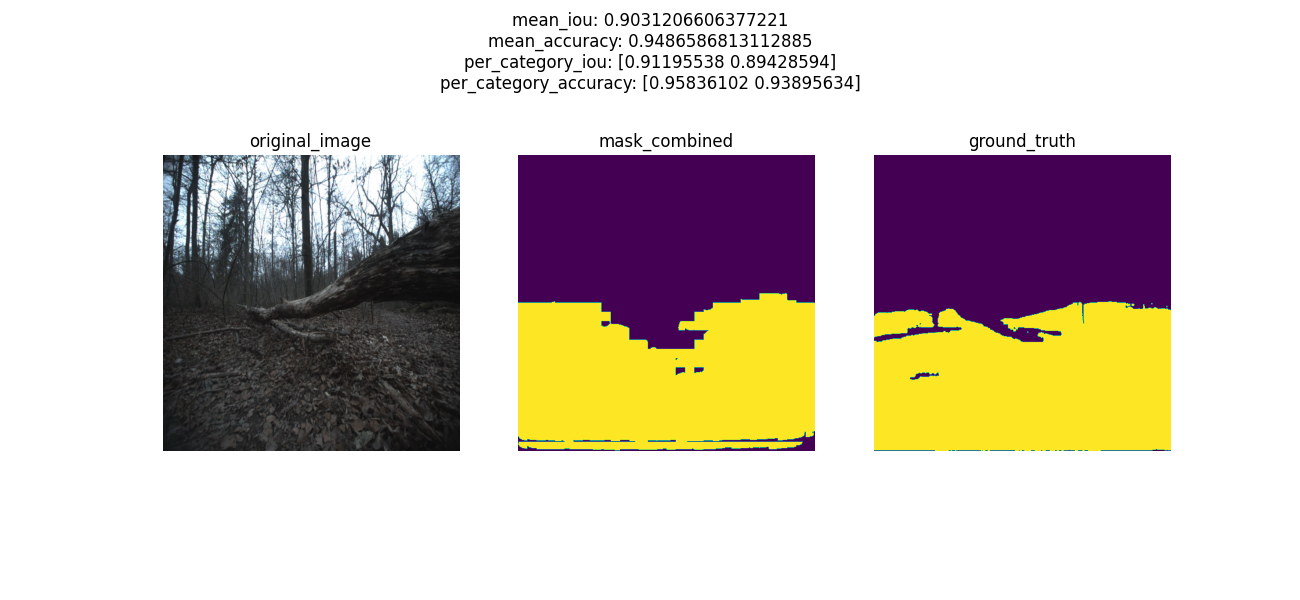 mean_iou: 0.9031206606377221
mean_accuracy: 0.9486586813112885
per_category_iou: [0.91195538 0.89428594]
per_category_accuracy: [0.95836102 0.93895634]
original_image
mask_combined
ground_truth